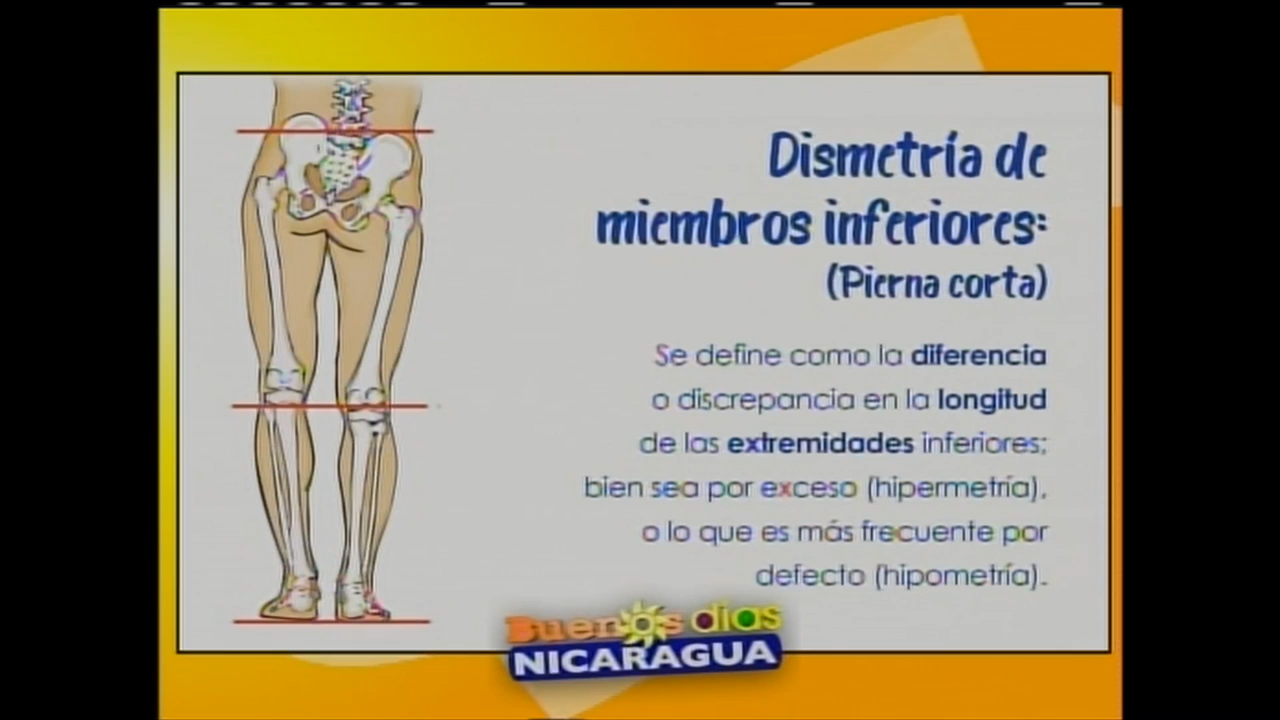 Dismetría de
miembros inferiores:
(Pierna corta)
Se define como la diferencia
o discrepancia en la longitud
de las extremidades inferiores;
bien sea por exceso (hipermetría),
o lo que es más frecuente por
defecto (hipometría).
Buenos días
NICARAGUA